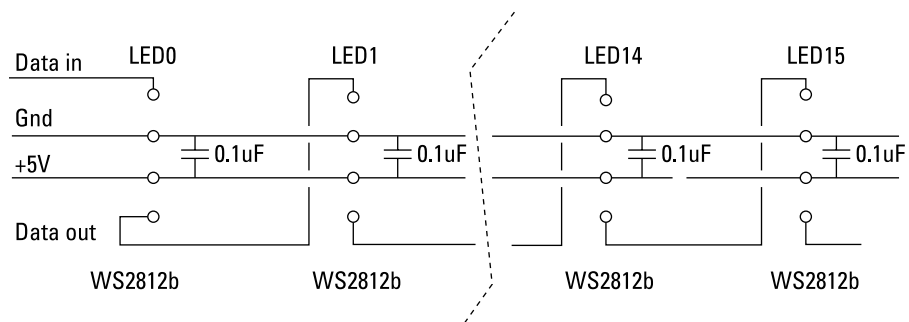 LED0 LED1 LED14 LED15
Data in
Gnd
0.1uF 0.1uF 0.1uF 0.1uF
+5V
Data out
WS2812b WS2812b WS2812b WS2812b